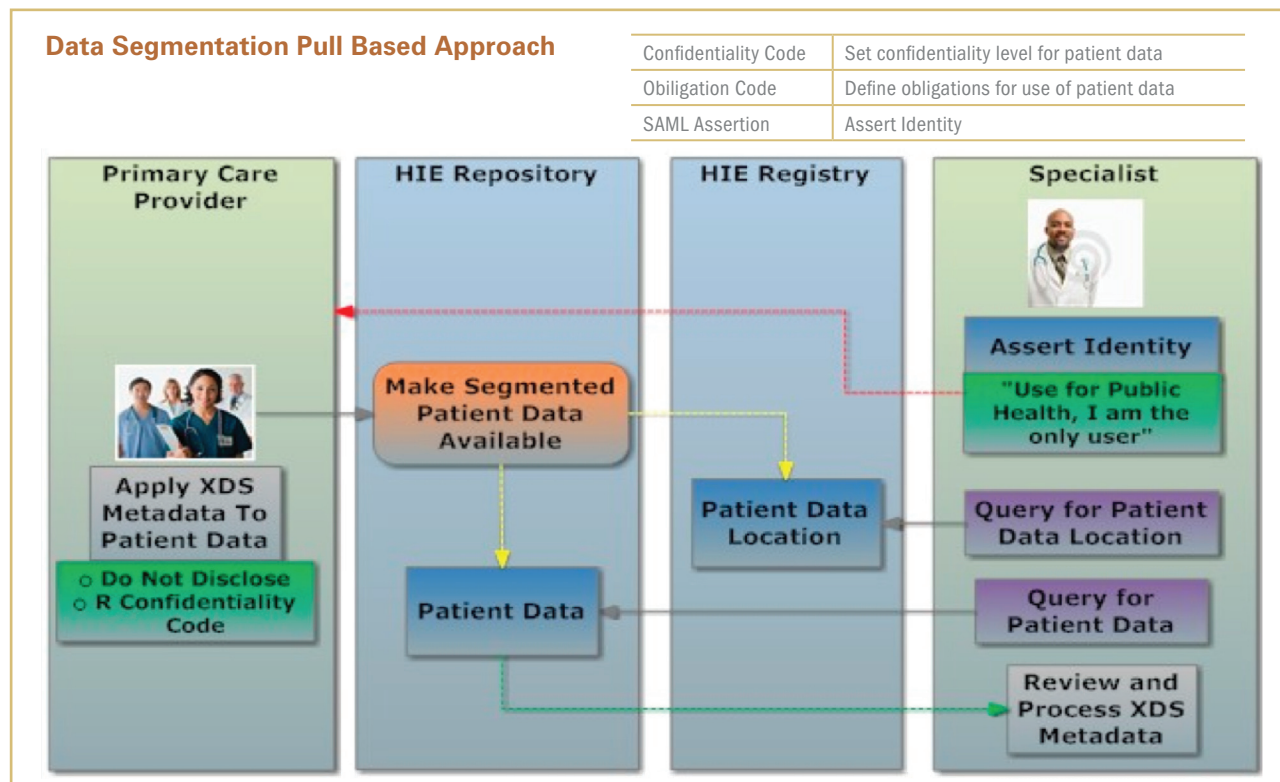 Data Segmentation Pull Based Approach
Confidentiality Code Set confidentiality level for patient data
Obiligation Code Define obligations for use of patient data
SAML Assertion Assert Identity
Primary Care
Provider
HIE Repository
HIE Registry
Specialist
Make Segmented
Patient Data
Available
Assert Identity
"Use for Public
Health, I am the
only user"
Apply XDS
Metadata To
Patient Data
o Do Not Disclose
o R Confidentiality
Code
Patient Data
Location
Query for Patient
Data Location
Patient Data
Query for
Patient Data
Review and
Process XDS
Metadata